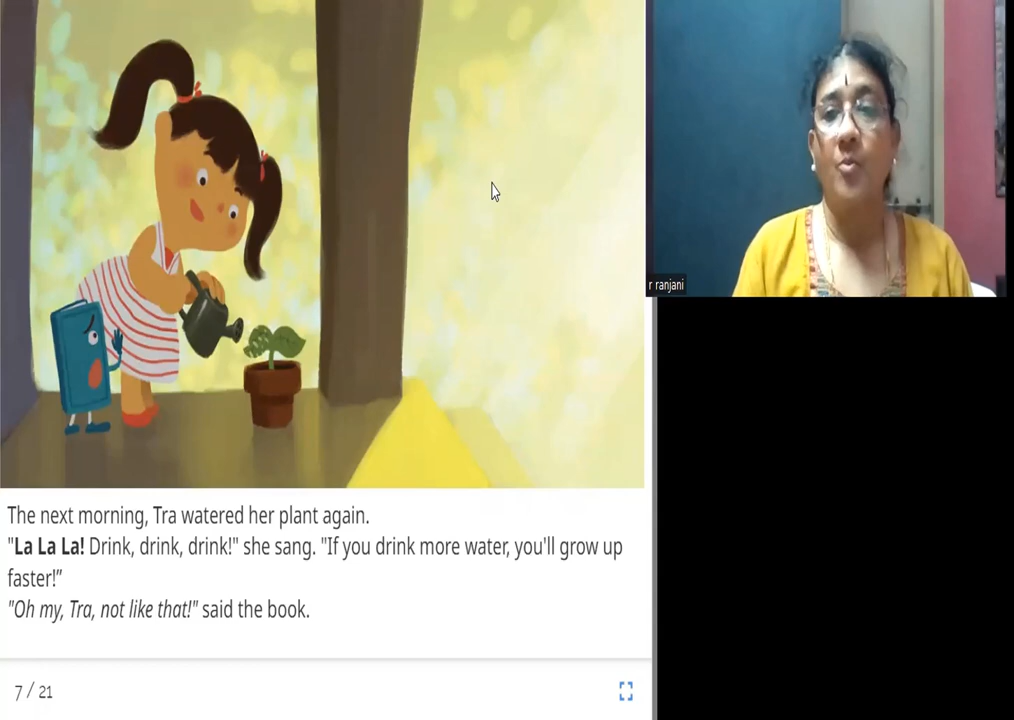 The next morning, Tra watered her plant again.
"La La La! Drink, drink, drink!" she sang. "If you drink more water, you'll grow up
faster!”
"Oh my, Tra, not like that!" said the book.
7 / 21
r ranjani